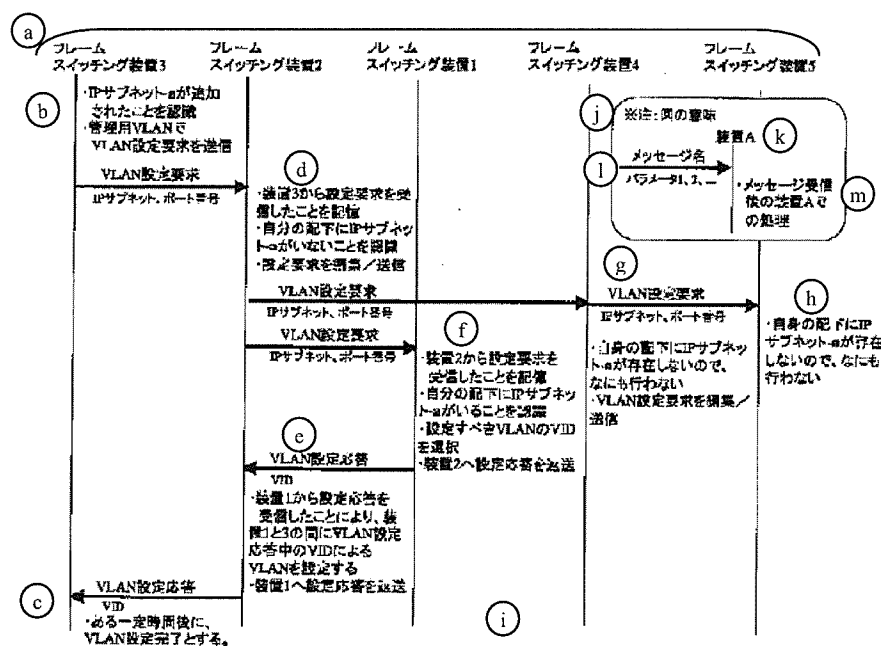 a
フレーム
スイッチング装置3
フレーム
スイッチング装置2
フレーム
スイッチング装置1
フレーム
スイッチング装置4
フレーム
スイッチング装置5
b
・IPサブネット-aが追加
されたことを認識
・管理用VLANで
VLAN設定要求を送信
VLAN設定要求
IPサブネット、ポート番号
d
・装置3から設定要求を受
信したことを記憶
・自分の配下にIPサブネッ
ト-aがいないことを認識
・設定要求を編集/送信
VLAN設定要求
IPサブネット、ポート番号
VLAN設定要求
IPサブネット、ポート番号
j
※注:図の意味
装置A
k
l
メッセージ名
パラメータ1、2、...
・メッセージ受信
後の装置Aで
の処理
m
g
VLAN設定要求
IPサブネット、ポート番号
・自身の配下にIPサブネッ
ト-aが存在しないので、
なにも行わない
・VLAN設定要求を編集/
送信
h
・自身の配下にIP
サブネット-aが存在
しないので、なにも
行わない
f
・装置2から設定要求を
受信したことを記憶
・自分の配下にIPサブネッ
ト-aがいることを認識
・設定すべきVLANのVID
を選択
・装置2へ設定応答を返送
e
VLAN設定応答
VID
・装置1から設定応答を
受信したことにより、装
置1と3の間にVLAN設定
応答中のVIDによる
VLANを設定する
・装置1へ設定応答を返送
c
VLAN設定応答
VID
・ある一定時間後に、
VLAN設定完了とする。
i